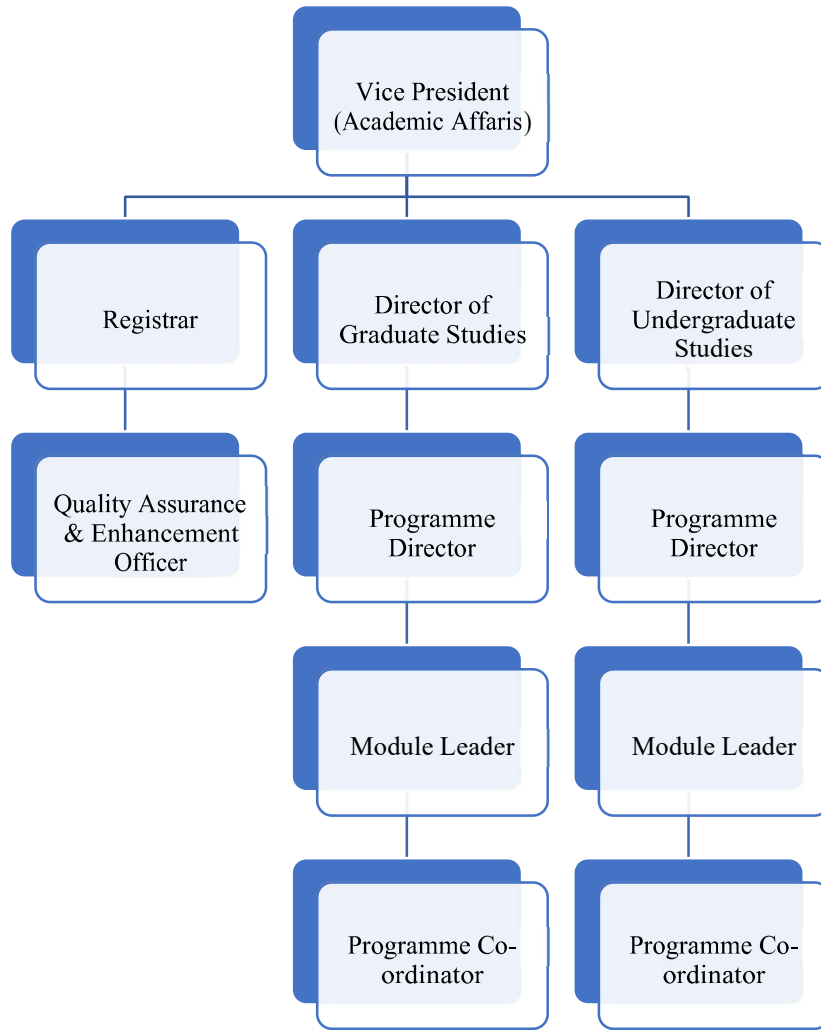 Vice President
(Academic Affaris)
Registrar
Director of
Graduate Studies
Director of
Undergraduate
Studies
Quality Assurance
& Enhancement
Officer
Programme
Director
Programme
Director
Module Leader
Module Leader
Programme Co-
ordinator
Programme Co-
ordinator